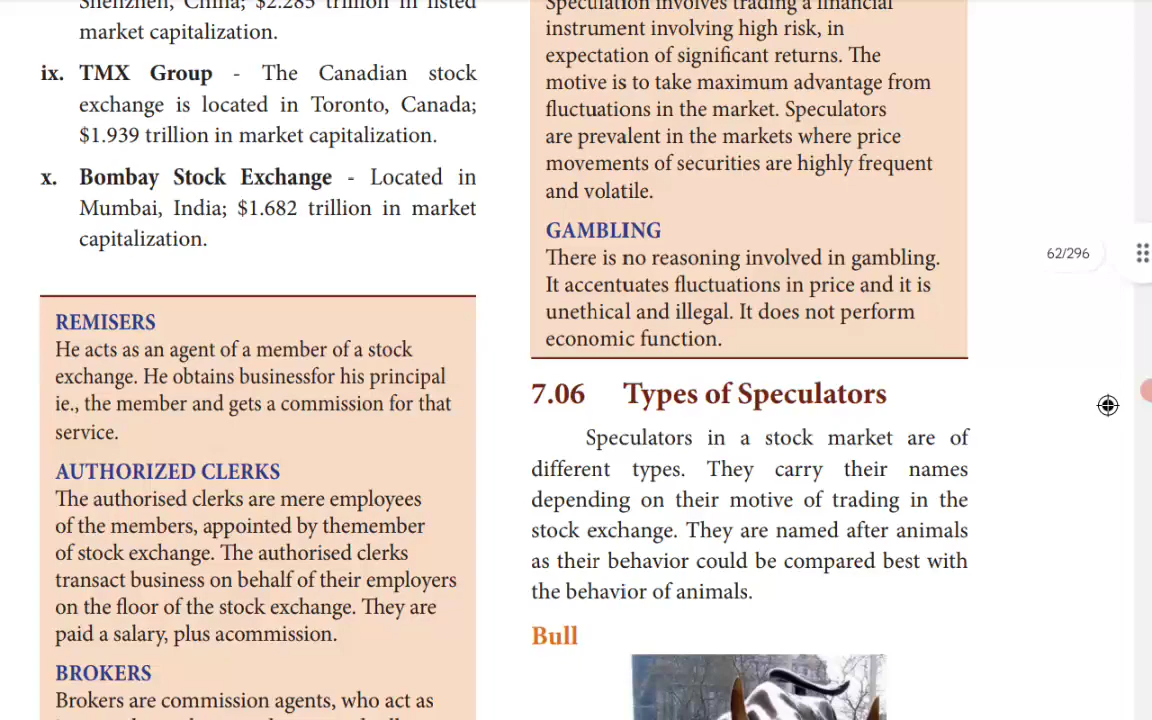 Shenzhen, China; $2.285 trillion in listed
market capitalization.
ix. TMX Group - The Canadian stock
exchange is located in Toronto, Canada;
$1.939 trillion in market capitalization.
x. Bombay Stock Exchange - Located in
Mumbai, India; $1.682 trillion in market
capitalization.
REMISERS
He acts as an agent of a member of a stock
exchange. He obtains businessfor his principal
ie., the member and gets a commission for that
service.
AUTHORIZED CLERKS
The authorised clerks are mere employees
of the members, appointed by themember
of stock exchange. The authorised clerks
transact business on behalf of their employers
on the floor of the stock exchange. They are
paid a salary, plus acommission.
BROKERS
Brokers are commission agents, who act as
Speculation involves trading a financial
instrument involving high risk, in
expectation of significant returns. The
motive is to take maximum advantage from
fluctuations in the market. Speculators
are prevalent in the markets where price
movements of securities are highly frequent
and volatile.
GAMBLING
There is no reasoning involved in gambling.
It accentuates fluctuations in price and it is
unethical and illegal. It does not perform
economic function.
7.06 Types of Speculators
Speculators in a stock market are of
different types. They carry their names
depending on their motive of trading in the
stock exchange. They are named after animals
as their behavior could be compared best with
the behavior of animals.
Bull
62/296